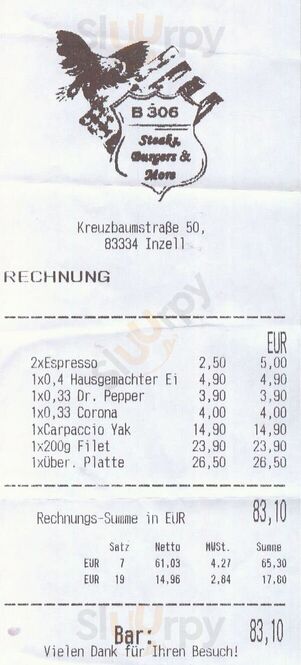 Sluurpy
B 306
Steaks,
Burgers &
More
Kreuzbaumstraße 50,
83334 Inzell
RECHNUNG
EUR
2xEspresso 2,50 5,00
1x0,4 Hausgemachter Ei 4,90 4,90
1x0,33 Dr. Pepper 3,90 3,90
1x0,33 Corona 4,00 4,00
1xCarpaccio Yak 14,90 14,90
1x200g Filet 23,90 23,90
1xÜber. Platte 26,50 26,50
Rechnungs-Summe in EUR 83,10
Satz Netto MWSt. Summe
EUR 7 61.03 4.27 65.30
EUR 19 14,96 2,84 17,80
Bar: 83,10
Vielen Dank für Ihren Besuch!